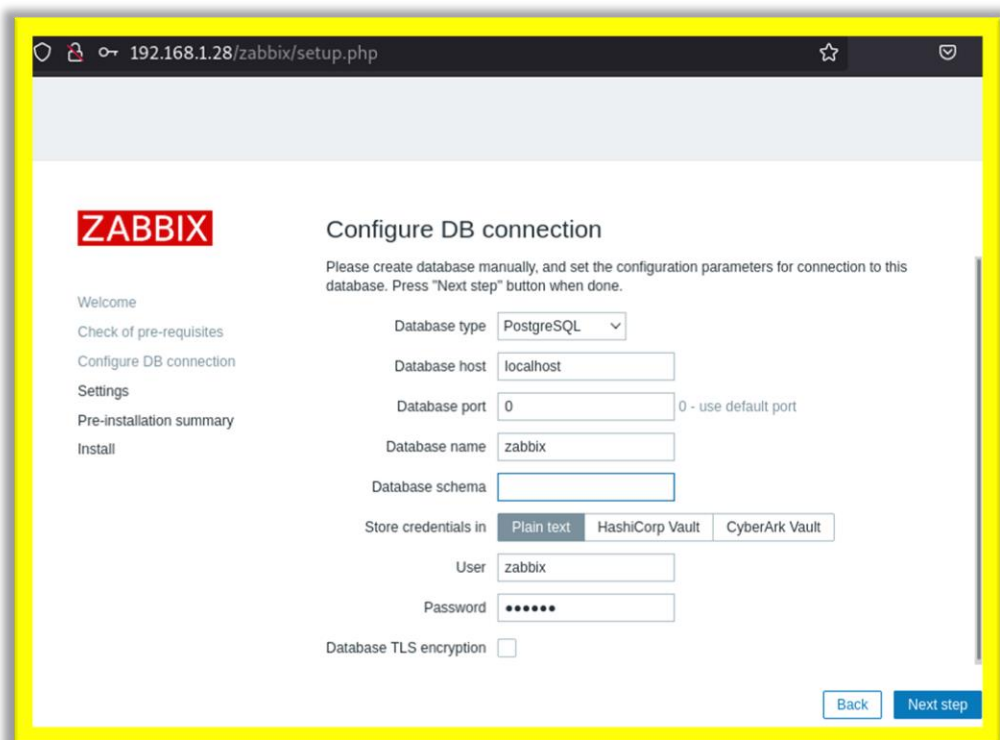 192.168.1.28/zabbix/setup.php
ZABBIX
Welcome
Check of pre-requisites
Configure DB connection
Settings
Pre-installation summary
Install
Configure DB connection
Please create database manually, and set the configuration parameters for connection to this
database. Press "Next step" button when done.
Database type PostgreSQL
Database host localhost
Database port 0 0 - use default port
Database name zabbix
Database schema
Store credentials in Plain text HashiCorp Vault CyberArk Vault
User zabbix
Password ●●●●●●
Database TLS encryption
Back Next step